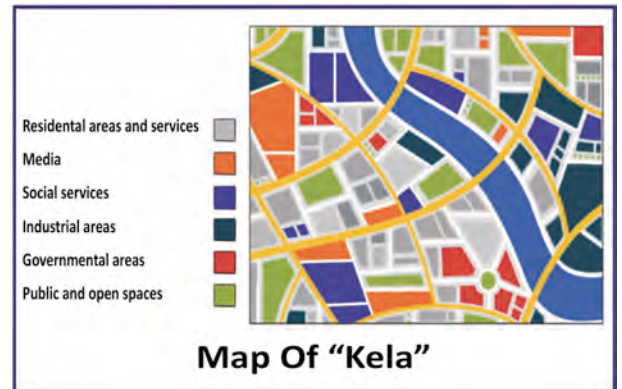 Residental areas and services
Media
Social services
Industrial areas
Governmental areas
Public and open spaces
Map Of “Kela”